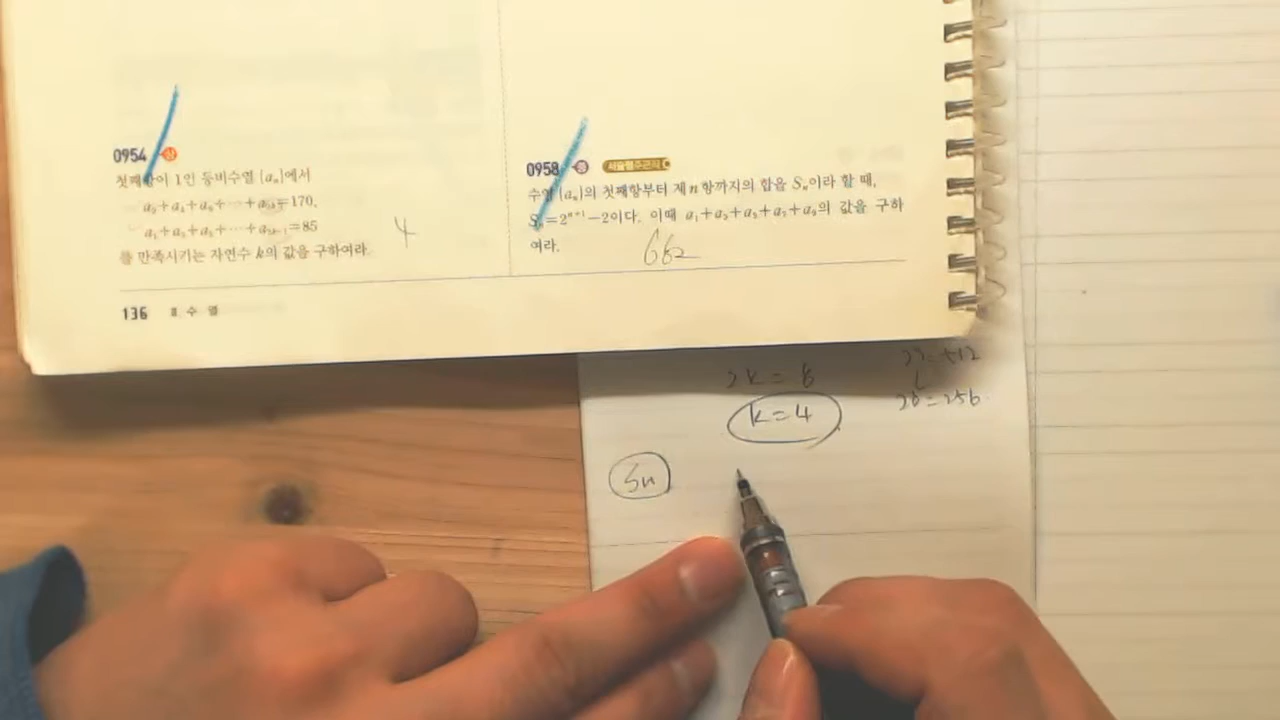 0954 상
첫째항이 1인 등비수열 {aₙ}에서
a₂+a₄+a₆+⋯+a₂ₖ=170,
a₁+a₃+a₅+⋯+a₂ₖ₋₁=85
를 만족시키는 자연수 k의 값을 구하여라.
4
136 Ⅱ. 수 열
0958 중 서술형주관식
수열 {aₙ}의 첫째항부터 제n항까지의 합을 Sₙ이라 할 때,
Sₙ=2ⁿ⁺¹-2이다. 이때 a₁+a₃+a₅+a₇+a₉의 값을 구하
여라.
682
2k = 8
k=4
2⁹=512
2⁸=256
Sn